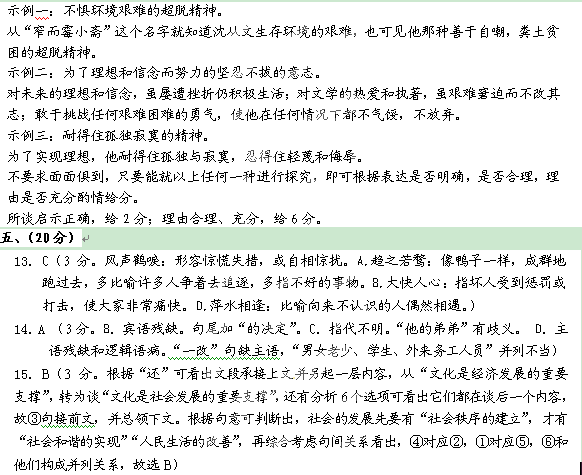 示例一：不惧环境艰难的超脱精神。
从“窄而霉小斋”这个名字就知道沈从文生存环境的艰难，也可见他那种善于自嘲，粪土贫
困的超脱精神。
示例二：为了理想和信念而努力的坚忍不拔的意志。
对未来的理想和信念，虽屡遭挫折仍积极生活；对文学的热爱和执著，虽艰难窘迫而不改其
志；敢于挑战任何艰难困难的勇气，使他在任何情况下都不气馁，不放弃。
示例三：耐得住孤独寂寞的精神。
为了实现理想，他耐得住孤独与寂寞，忍得住轻蔑和侮辱。
不要求面面俱到，只要能就以上任何一种进行探究，即可根据表达是否明确，是否合理，理
由是否充分酌情给分。
所谈启示正确，给 2 分；理由合理、充分，给 6 分。
五、（20 分）
13. C（3 分。风声鹤唳：形容惊慌失措，或自相惊扰。A.趋之若鹜：像鸭子一样，成群地
跑过去，多比喻许多人争着去追逐，多指不好的事物。B.大快人心：指坏人受到惩罚或
打击，使大家非常痛快。D.萍水相逢：比喻向来不认识的人偶然相遇。）
14. A （3 分。B. 宾语残缺。句尾加“的决定”。C. 指代不明。“他的弟弟”有歧义。 D. 主
语残缺和逻辑语病。“一改”句缺主语，“男女老少、学生、外来务工人员”并列不当）
15. B（3 分。根据“还”可看出文段承接上文并另起一层内容，从“文化是经济发展的重要
支撑”，转为谈“文化是社会发展的重要支撑”，还有分析 6 个选项可看出它们都在谈后一个内容，
故③句接前文，并总领下文。根据句意可判断出，社会的发展先要有“社会秩序的建立”，才有
“社会和谐的实现”“人民生活的改善”，再综合考虑句间关系看出，④对应②，①对应⑤，⑥和
他们构成并列关系，故选 B）